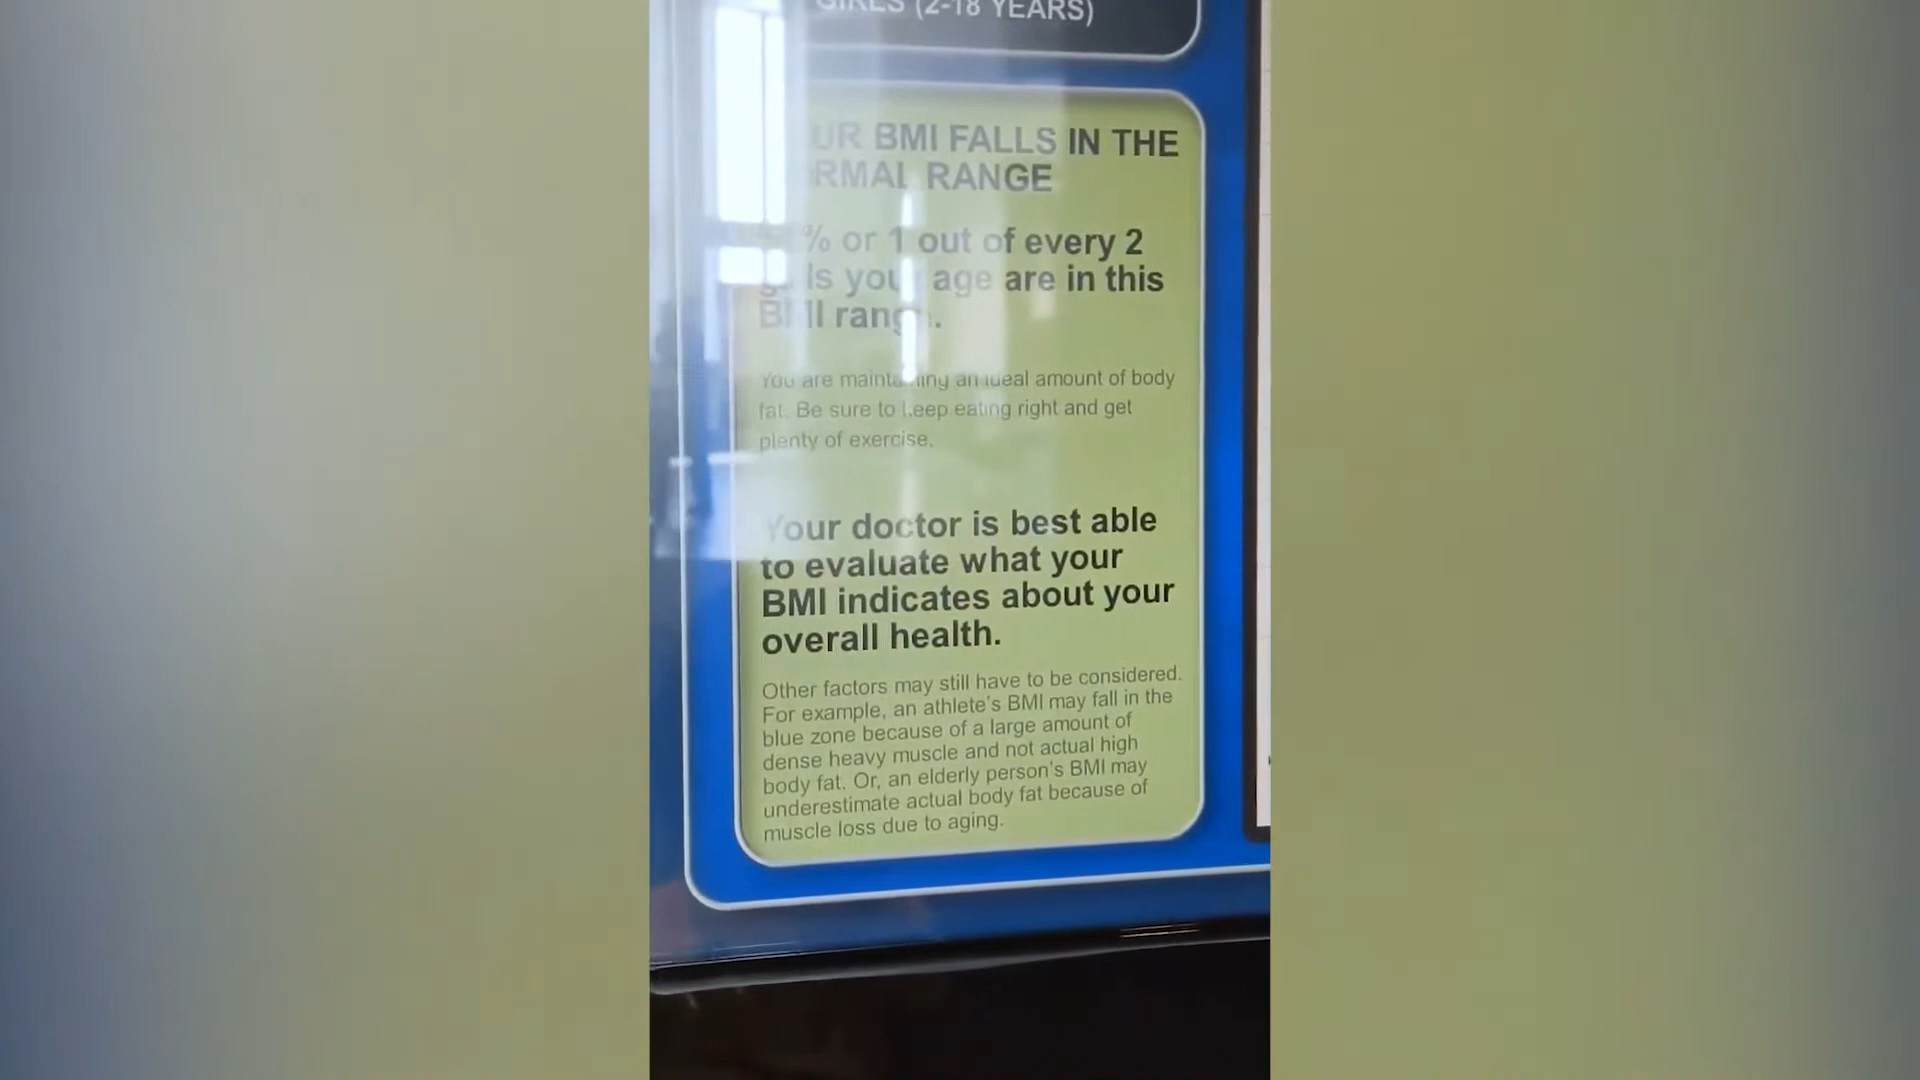 GIRLS (2-18 YEARS)
UR BMI FALLS IN THE
RMAL RANGE
% or 1 out of every 2
your age are in this
BMI range.
You are maintaining an ideal amount of body
fat. Be sure to keep eating right and get
plenty of exercise.
Your doctor is best able
to evaluate what your
BMI indicates about your
overall health.
Other factors may still have to be considered.
For example, an athlete's BMI may fall in the
blue zone because of a large amount of
dense heavy muscle and not actual high
body fat. Or, an elderly person's BMI may
underestimate actual body fat because of
muscle loss due to aging.